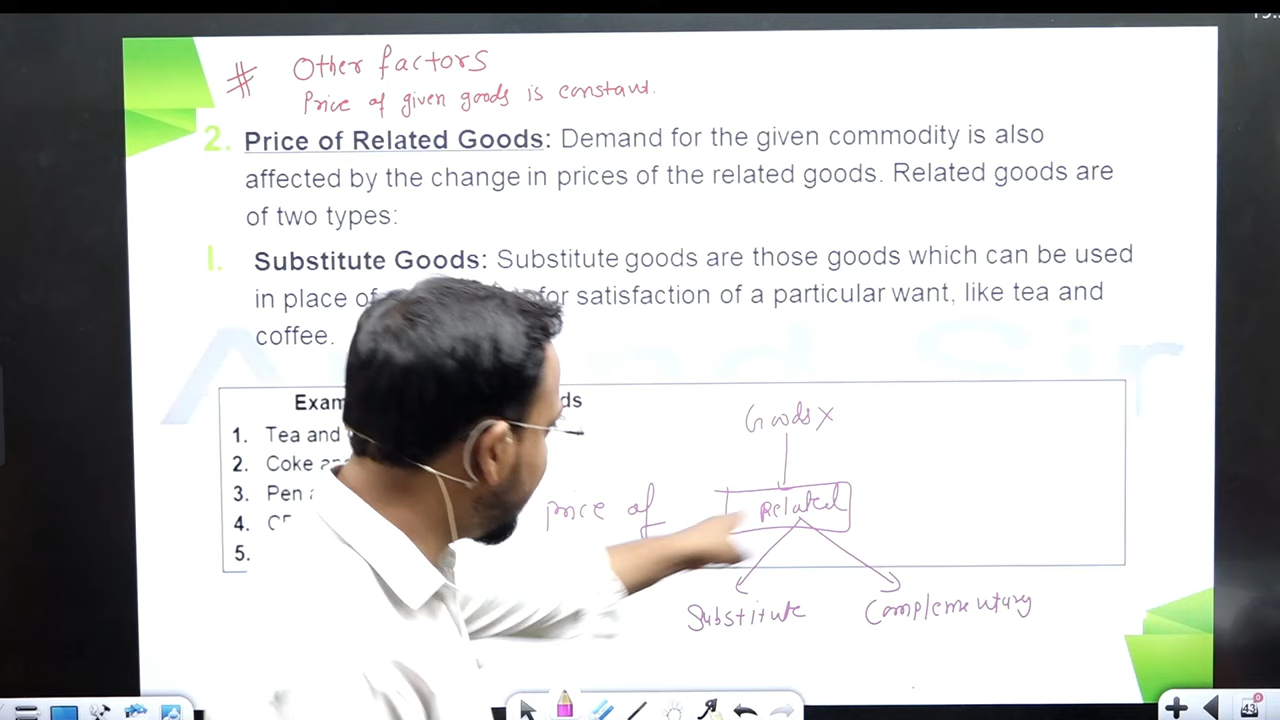 # Other factors
Price of given goods is constant.
2. Price of Related Goods: Demand for the given commodity is also
affected by the change in prices of the related goods. Related goods are
of two types:
I. Substitute Goods: Substitute goods are those goods which can be used
in place of for satisfaction of a particular want, like tea and
coffee.
1. Tea and
2. Coke
3. Pen
4.
5.
Goods X
price of Related
Substitute Complementary
43